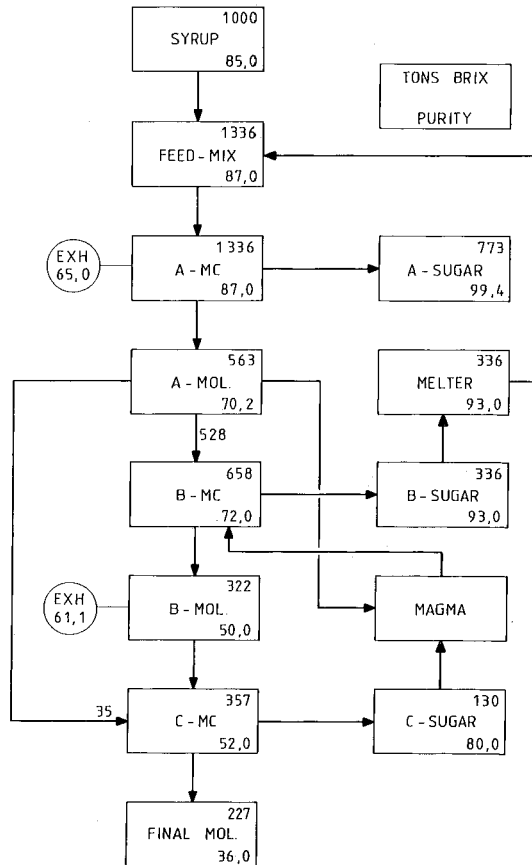 1000
SYRUP
85,0
TONS BRIX
PURITY
1336
FEED-MIX
87,0
EXH
65,0
1336
A-MC
87,0
773
A-SUGAR
99,4
563
A-MOL.
70,2
336
MELTER
93,0
528
658
B-MC
72,0
336
B-SUGAR
93,0
EXH
61,1
322
B-MOL.
50,0
MAGMA
35
357
C-MC
52,0
130
C-SUGAR
80,0
227
FINAL MOL.
36,0